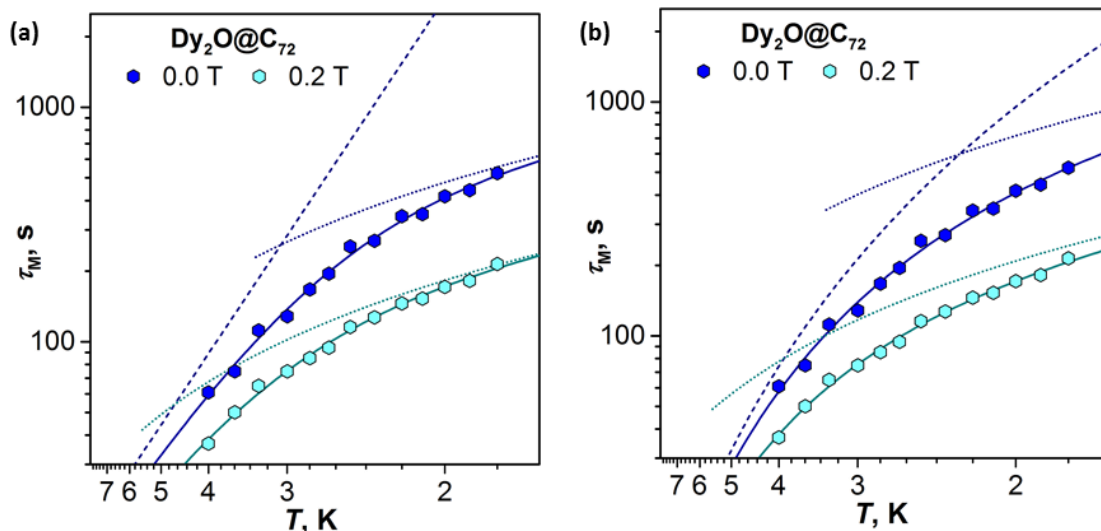 (a)
Dy₂O@C₇₂
0.0 T 0.2 T
1000
100
τM, s
7 6 5 4 3 2
T, K
(b)
Dy₂O@C₇₂
0.0 T 0.2 T
1000
100
τM, s
7 6 5 4 3 2
T, K